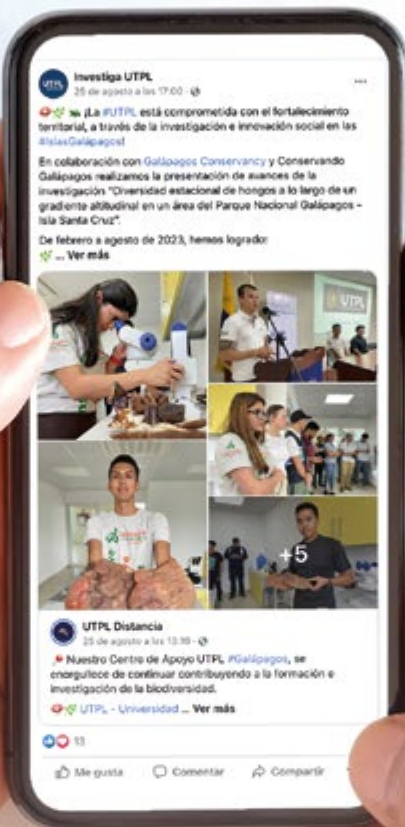 Investiga UTPL
25 de agosto a las 17:00 ·
¡La #UTPL está comprometida con el fortalecimiento
territorial, a través de la investigación e innovación social en las
#IslasGalápagos!
En colaboración con Galápagos Conservancy y Conservando
Galápagos realizamos la presentación de avances de la
investigación "Diversidad estacional de hongos a lo largo de un
gradiente altitudinal en un área del Parque Nacional Galápagos –
Isla Santa Cruz".
De febrero a agosto de 2023, hemos logrado:
... Ver más
UTPL
+5
UTPL Distancia
25 de agosto a las 13:16 ·
Nuestro Centro de Apoyo UTPL #Galápagos, se
enorgullece de continuar contribuyendo a la formación e
investigación de la biodiversidad.
UTPL - Universidad ... Ver más
13
Me gusta
Comentar
Compartir